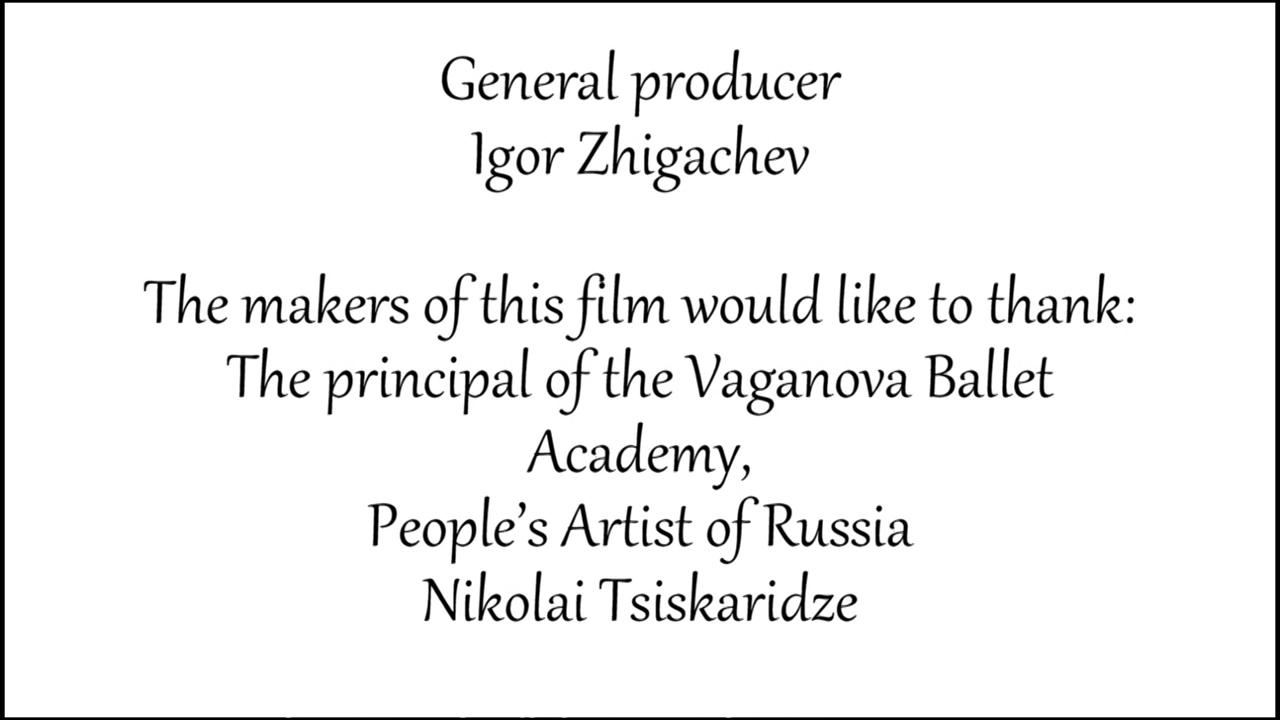 General producer
Igor Zhigachev
The makers of this film would like to thank:
The principal of the Vaganova Ballet
Academy,
People's Artist of Russia
Nikolai Tsiskaridze